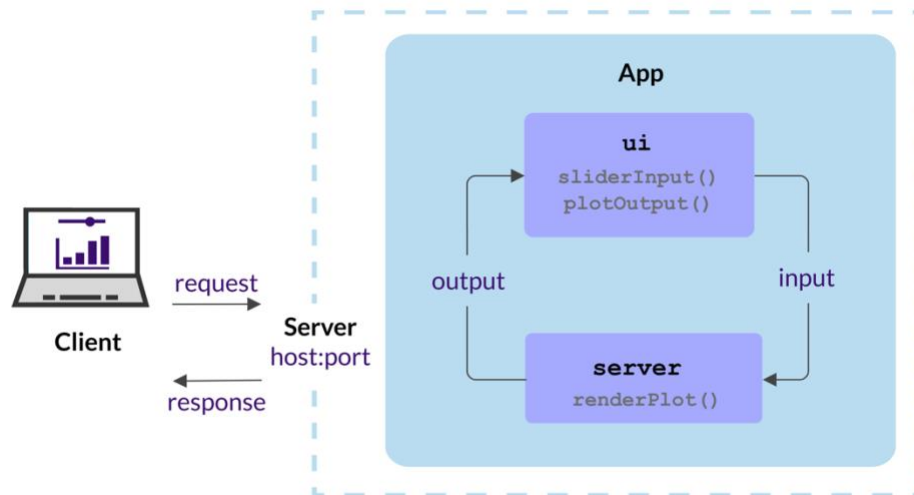 App
ui
sliderInput()
plotOutput()
output
input
server
renderPlot()
request
Server
host:port
response
Client